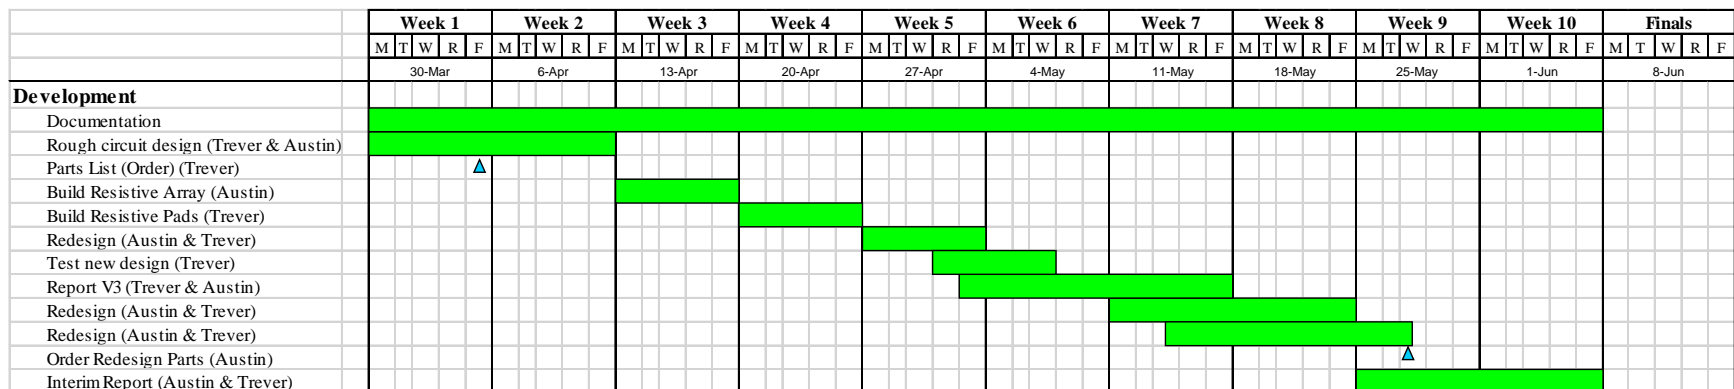 Week 1 Week 2 Week 3 Week 4 Week 5 Week 6 Week 7 Week 8 Week 9 Week 10 Finals
M T W R F M T W R F M T W R F M T W R F M T W R F M T W R F M T W R F M T W R F M T W R F M T W R F M T W R F
30-Mar 6-Apr 13-Apr 20-Apr 27-Apr 4-May 11-May 18-May 25-May 1-Jun 8-Jun
Development
Documentation
Rough circuit design (Trever & Austin)
Parts List (Order) (Trever)
Build Resistive Array (Austin)
Build Resistive Pads (Trever)
Redesign (Austin & Trever)
Test new design (Trever)
Report V3 (Trever & Austin)
Redesign (Austin & Trever)
Redesign (Austin & Trever)
Order Redesign Parts (Austin)
Interim Report (Austin & Trever)